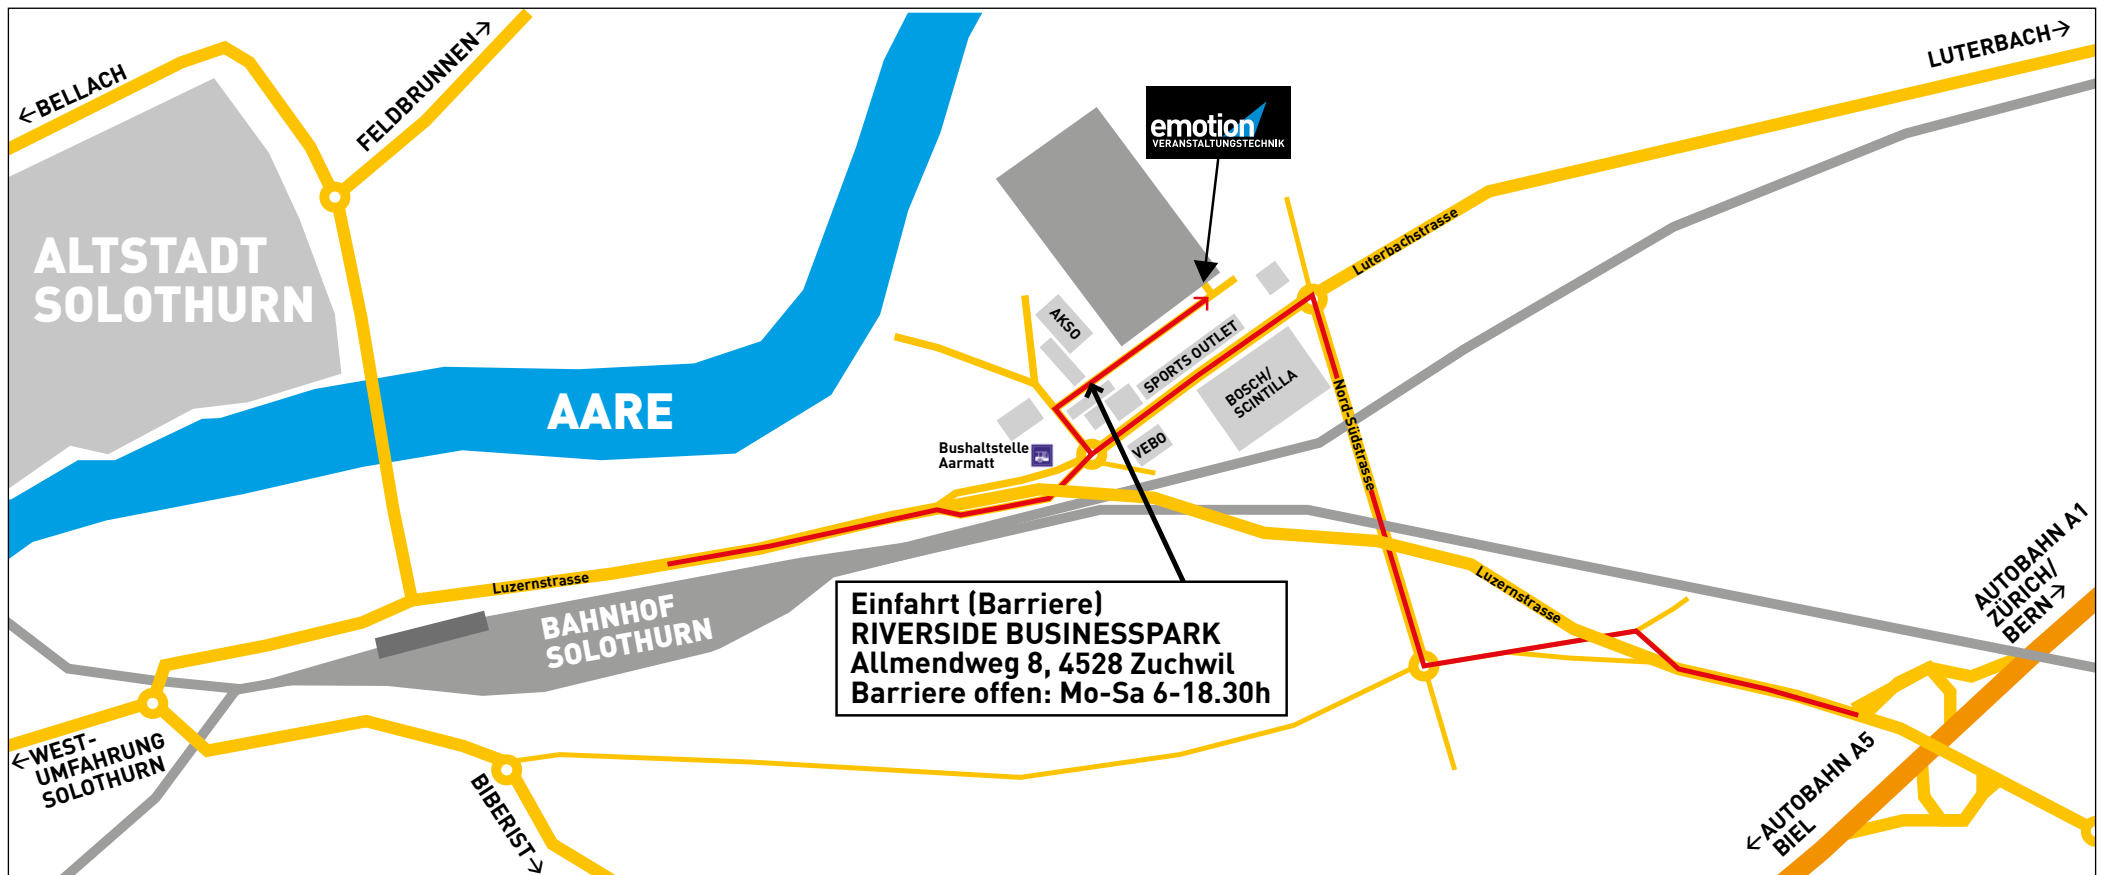 ←BELLACH
FELDBRUNNEN→
LUTERBACH→
emotion
VERANSTALTUNGSTECHNIK
ALTSTADT
SOLOTHURN
Luterbachstrasse
AKSO
SPORTS OUTLET
BOSCH/
SCINTILLA
Nord-Südstrasse
AARE
Bushaltstelle
Aarmatt
VEBO
Luzernstrasse
BAHNHOF
SOLOTHURN
Einfahrt (Barriere)
RIVERSIDE BUSINESSPARK
Allmendweg 8, 4528 Zuchwil
Barriere offen: Mo-Sa 6-18.30h
Luzernstrasse
AUTOBAHN A1
ZÜRICH/
BERN→
←WEST-
UMFAHRUNG
SOLOTHURN
BIBERIST→
←AUTOBAHN A5
BIEL